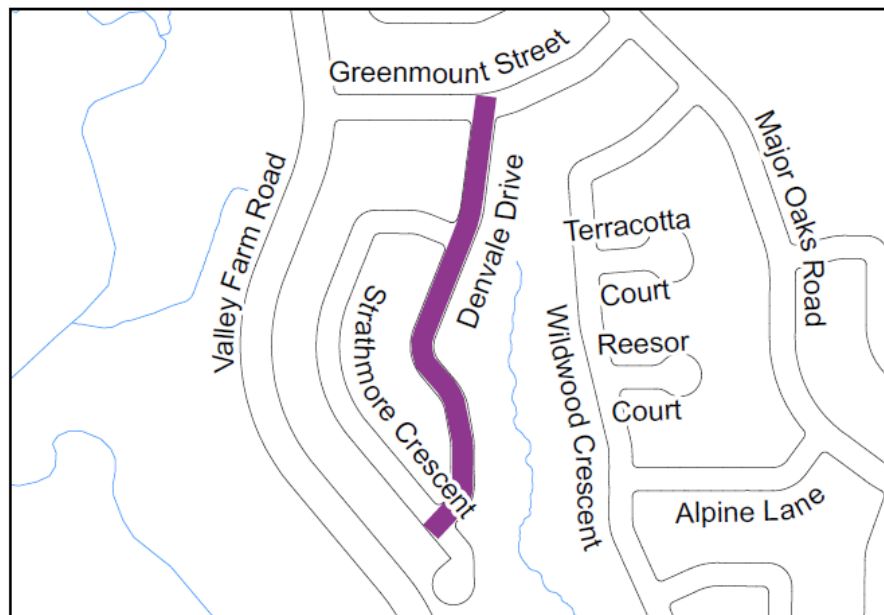 Greenmount Street
Valley Farm Road
Denvale Drive
Major Oaks Road
Terracotta
Court
Strathmore Crescent
Wildwood Crescent
Reesor
Court
Alpine Lane